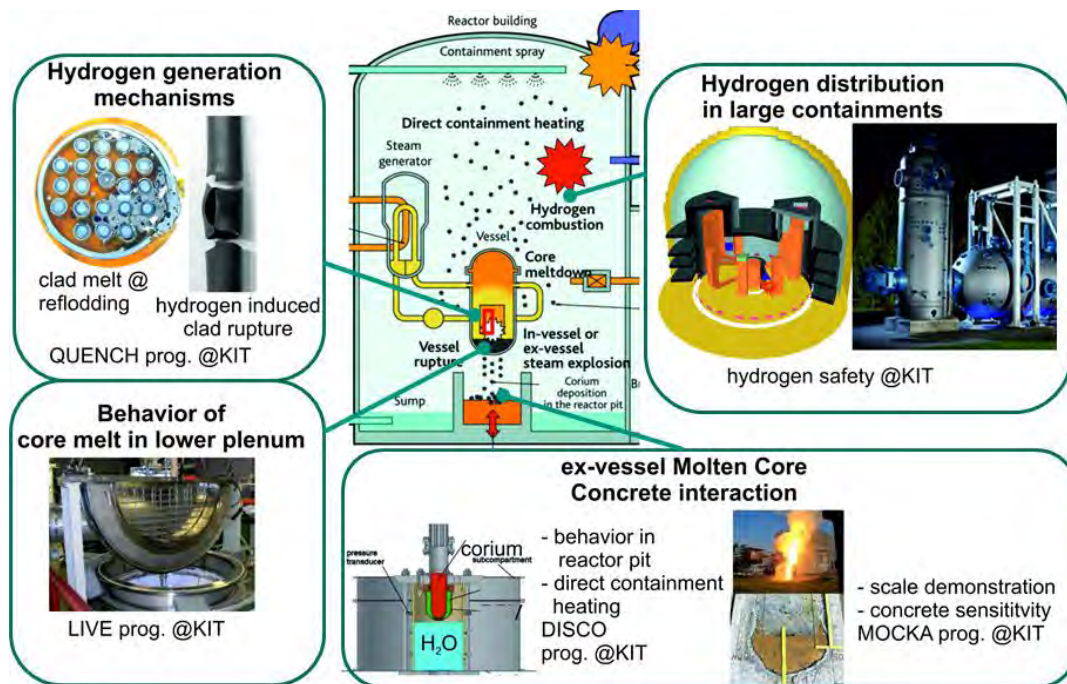 Hydrogen generation
mechanisms
clad melt @
reflodding
hydrogen induced
clad rupture
QUENCH prog. @KIT
Behavior of
core melt in lower plenum
LIVE prog. @KIT
Reactor building
Containment spray
Direct containment heating
Steam
generator
Hydrogen
combustion
Vessel
Core
meltdown
In-vessel or
ex-vessel
steam explosion
Vessel
rupture
Corium
deposition
in the reactor pit
Sump
Hydrogen distribution
in large containments
hydrogen safety @KIT
ex-vessel Molten Core
Concrete interaction
pressure
transducer
corium
subcompartment
H₂O
- behavior in
reactor pit
- direct containment
heating
DISCO
prog. @KIT
- scale demonstration
- concrete sensititvity
MOCKA prog. @KIT